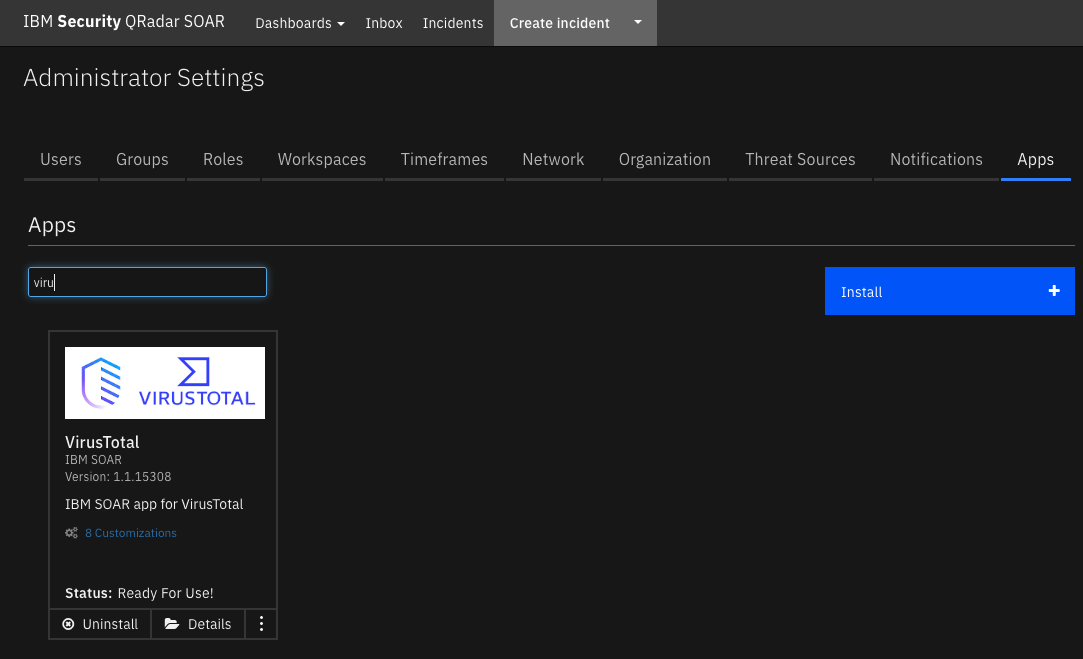 IBM Security QRadar SOAR Dashboards Inbox Incidents Create incident
Administrator Settings
Users Groups Roles Workspaces Timeframes Network Organization Threat Sources Notifications Apps
Apps
viru
Install
VIRUSTOTAL
VirusTotal
IBM SOAR
Version: 1.1.15308
IBM SOAR app for VirusTotal
8 Customizations
Status: Ready For Use!
Uninstall Details